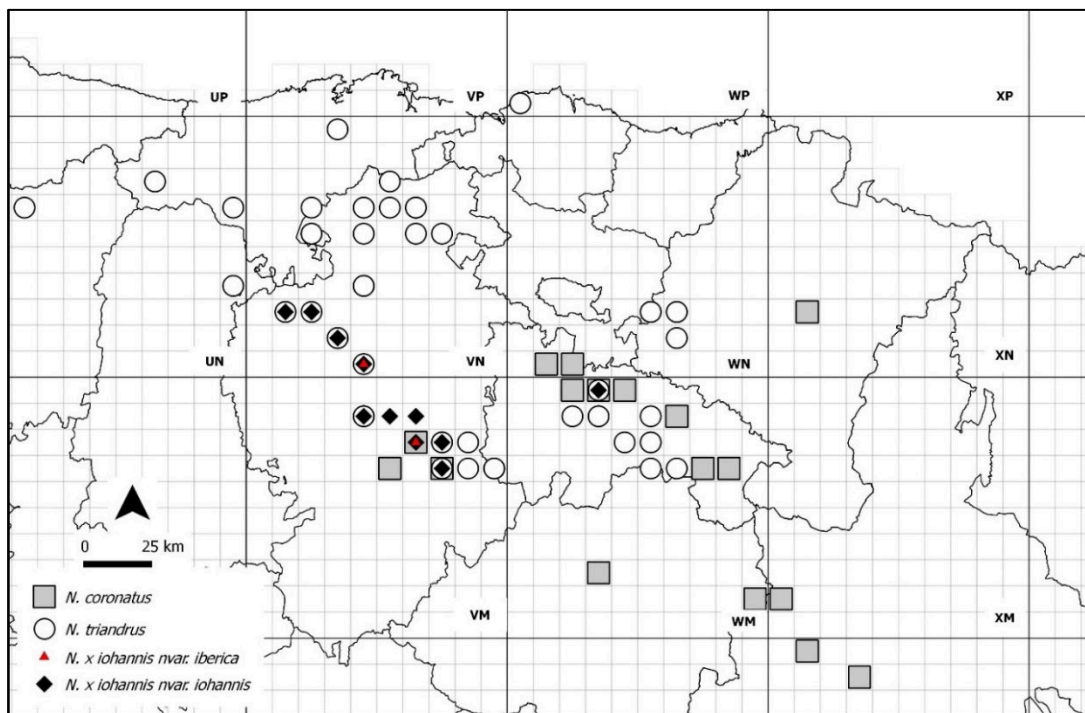 UP VP WP XP
UN VN WN XN
VM WM XM
0 25 km
N. coronatus
N. triandrus
N. x iohannis nvar. iberica
N. x iohannis nvar. iohannis